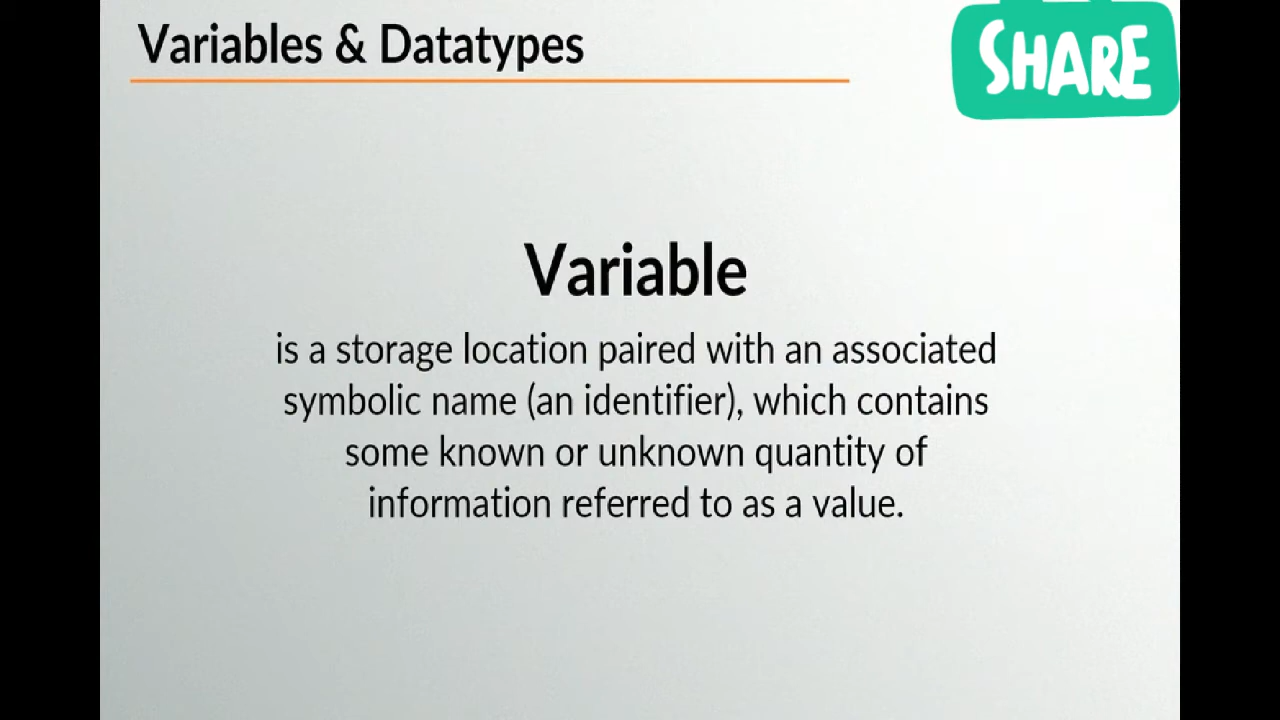 Variables & Datatypes
SHARE
Variable
is a storage location paired with an associated
symbolic name (an identifier), which contains
some known or unknown quantity of
information referred to as a value.